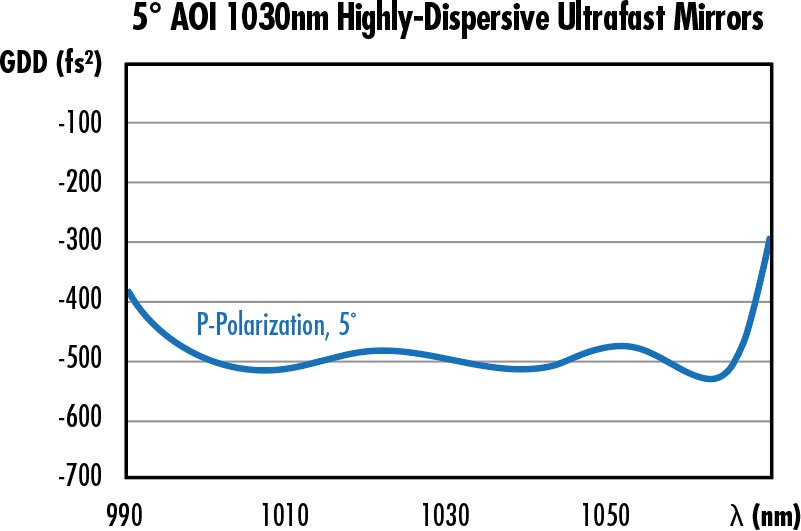 5° AOI 1030nm Highly-Dispersive Ultrafast Mirrors
GDD (fs²)
-100
-200
-300
-400
P-Polarization, 5°
-500
-600
-700
990 1010 1030 1050 λ (nm)